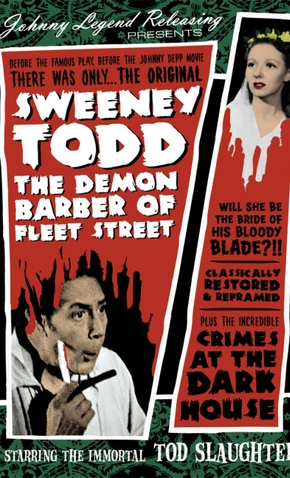 Johnny Legend Releasing
PRESENTS
BEFORE THE FAMOUS PLAY, BEFORE THE JOHNNY DEPP MOVIE
THERE WAS ONLY...THE ORIGINAL
SWEENEY
TODD
THE DEMON
BARBER OF
FLEET STREET
WILL SHE BE
THE BRIDE OF
HIS BLOODY
BLADE?!!
CLASSICALLY
RESTORED
& REFRAMED
PLUS THE INCREDIBLE
CRIMES
AT THE
DARK
HOUSE
STARRING THE IMMORTAL TOD SLAUGHTER